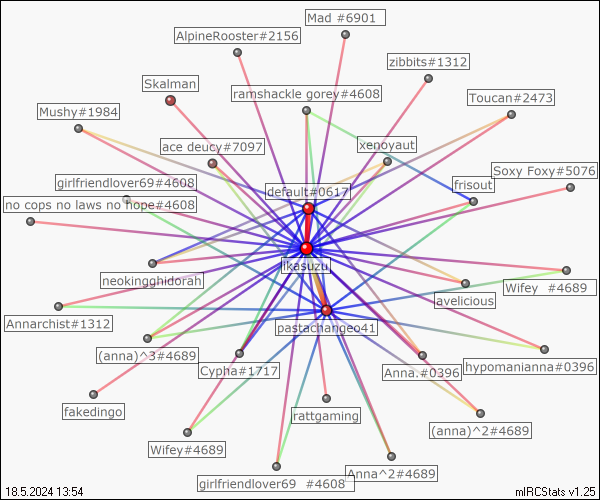 Mad #6901
AlpineRooster#2156
zibbits#1312
Skalman
ramshackle gorey#4608
Toucan#2473
Mushy#1984
ace deucy#7097
xenoyaut
Soxy Foxy#5076
girlfriendlover69#4608
default#0617
frisout
no cops no laws no hope#4608
ikasuzu
neokingghidorah
Wifey #4689
avelicious
Annarchist#1312
pastachangeo41
(anna)^3#4689
Cypha#1717
Anna.#0396
hypomanianna#0396
fakedingo
rattgaming
(anna)^2#4689
Wifey#4689
Anna^2#4689
girlfriendlover69 #4608
18.5.2024 13:54
mIRCStats v1.25